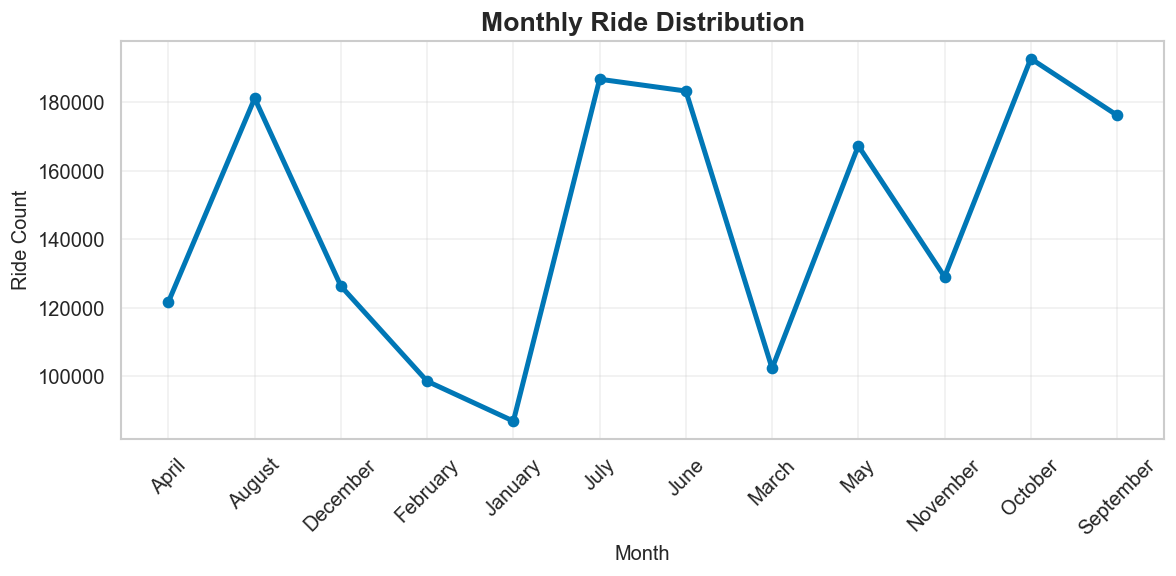 Monthly Ride Distribution
Ride Count
180000
160000
140000
120000
100000
April
August
December
February
January
July
June
March
May
November
October
September
Month